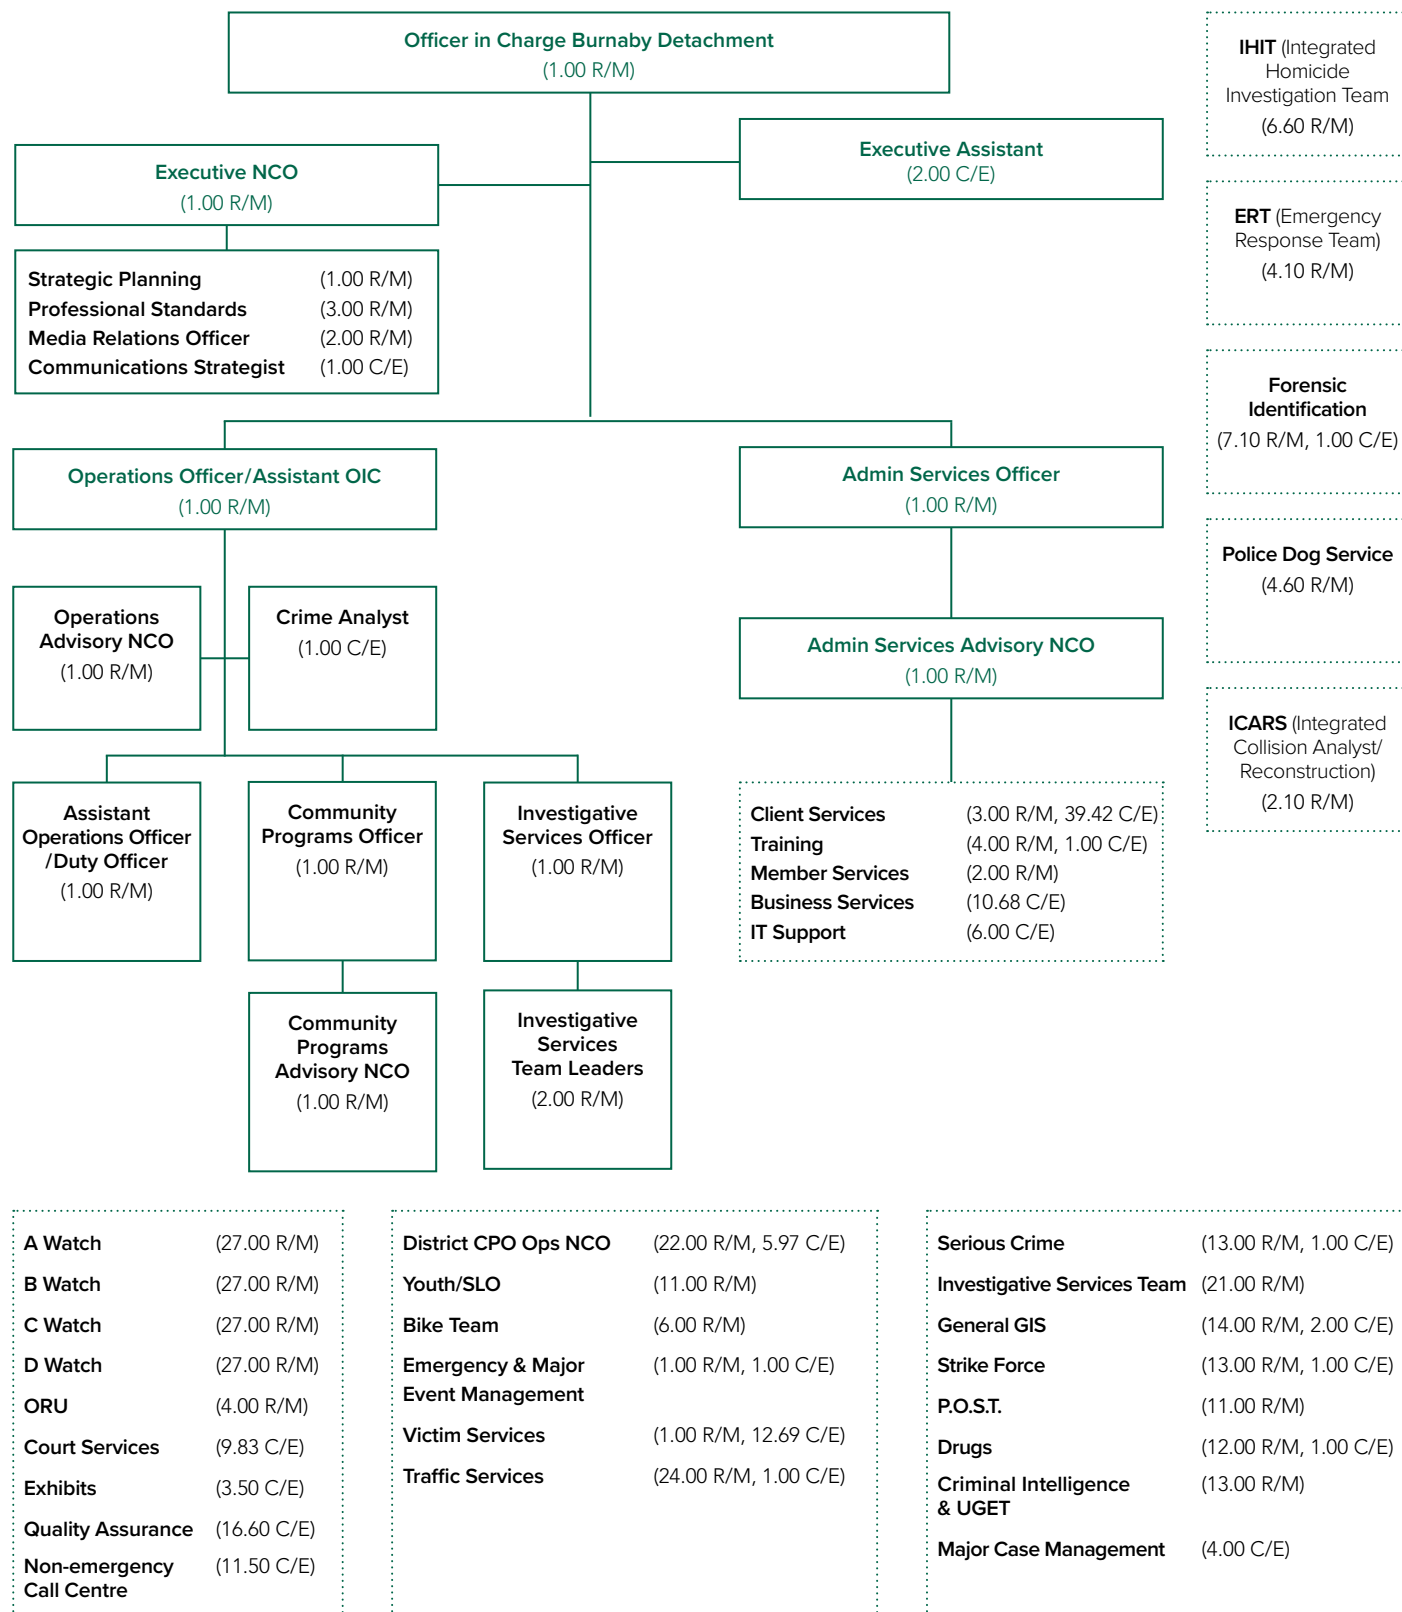 Officer in Charge Burnaby Detachment
(1.00 R/M)
Executive Assistant
(2.00 C/E)
Executive NCO
(1.00 R/M)
Strategic Planning (1.00 R/M)
Professional Standards (3.00 R/M)
Media Relations Officer (2.00 R/M)
Communications Strategist (1.00 C/E)
Operations Officer/Assistant OIC
(1.00 R/M)
Admin Services Officer
(1.00 R/M)
Operations
Advisory NCO
(1.00 R/M)
Crime Analyst
(1.00 C/E)
Admin Services Advisory NCO
(1.00 R/M)
Assistant
Operations Officer
/Duty Officer
(1.00 R/M)
Community
Programs Officer
(1.00 R/M)
Investigative
Services Officer
(1.00 R/M)
Client Services (3.00 R/M, 39.42 C/E)
Training (4.00 R/M, 1.00 C/E)
Member Services (2.00 R/M)
Business Services (10.68 C/E)
IT Support (6.00 C/E)
Community
Programs
Advisory NCO
(1.00 R/M)
Investigative
Services
Team Leaders
(2.00 R/M)
IHIT (Integrated
Homicide
Investigation Team
(6.60 R/M)
ERT (Emergency
Response Team)
(4.10 R/M)
Forensic
Identification
(7.10 R/M, 1.00 C/E)
Police Dog Service
(4.60 R/M)
ICARS (Integrated
Collision Analyst/
Reconstruction)
(2.10 R/M)
A Watch (27.00 R/M)
B Watch (27.00 R/M)
C Watch (27.00 R/M)
D Watch (27.00 R/M)
ORU (4.00 R/M)
Court Services (9.83 C/E)
Exhibits (3.50 C/E)
Quality Assurance (16.60 C/E)
Non-emergency (11.50 C/E)
Call Centre
District CPO Ops NCO (22.00 R/M, 5.97 C/E)
Youth/SLO (11.00 R/M)
Bike Team (6.00 R/M)
Emergency & Major (1.00 R/M, 1.00 C/E)
Event Management
Victim Services (1.00 R/M, 12.69 C/E)
Traffic Services (24.00 R/M, 1.00 C/E)
Serious Crime (13.00 R/M, 1.00 C/E)
Investigative Services Team (21.00 R/M)
General GIS (14.00 R/M, 2.00 C/E)
Strike Force (13.00 R/M, 1.00 C/E)
P.O.S.T. (11.00 R/M)
Drugs (12.00 R/M, 1.00 C/E)
Criminal Intelligence (13.00 R/M)
& UGET
Major Case Management (4.00 C/E)